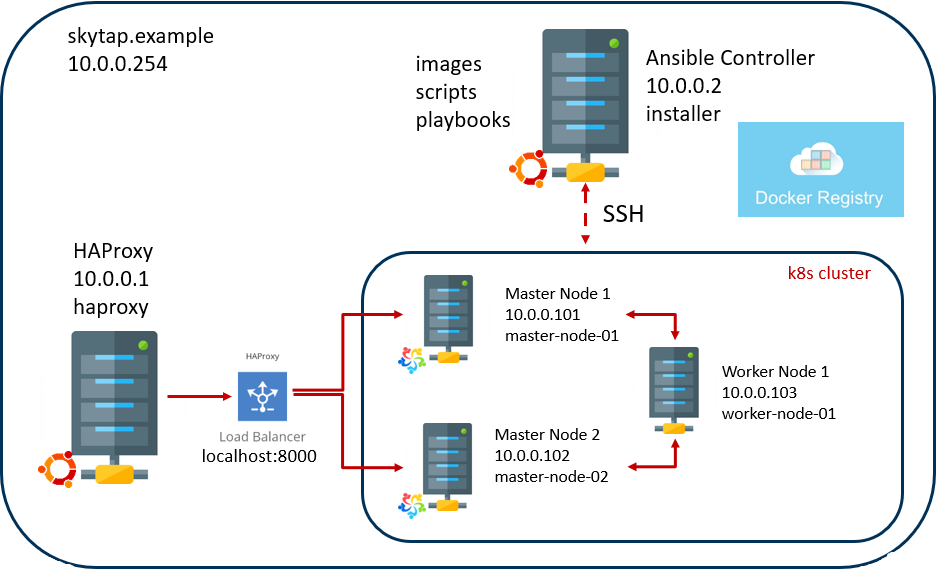 skytap.example
10.0.0.254
images
scripts
playbooks
Ansible Controller
10.0.0.2
installer
Docker Registry
SSH
HAProxy
10.0.0.1
haproxy
k8s cluster
HAProxy
Load Balancer
localhost:8000
Master Node 1
10.0.0.101
master-node-01
Worker Node 1
10.0.0.103
worker-node-01
Master Node 2
10.0.0.102
master-node-02